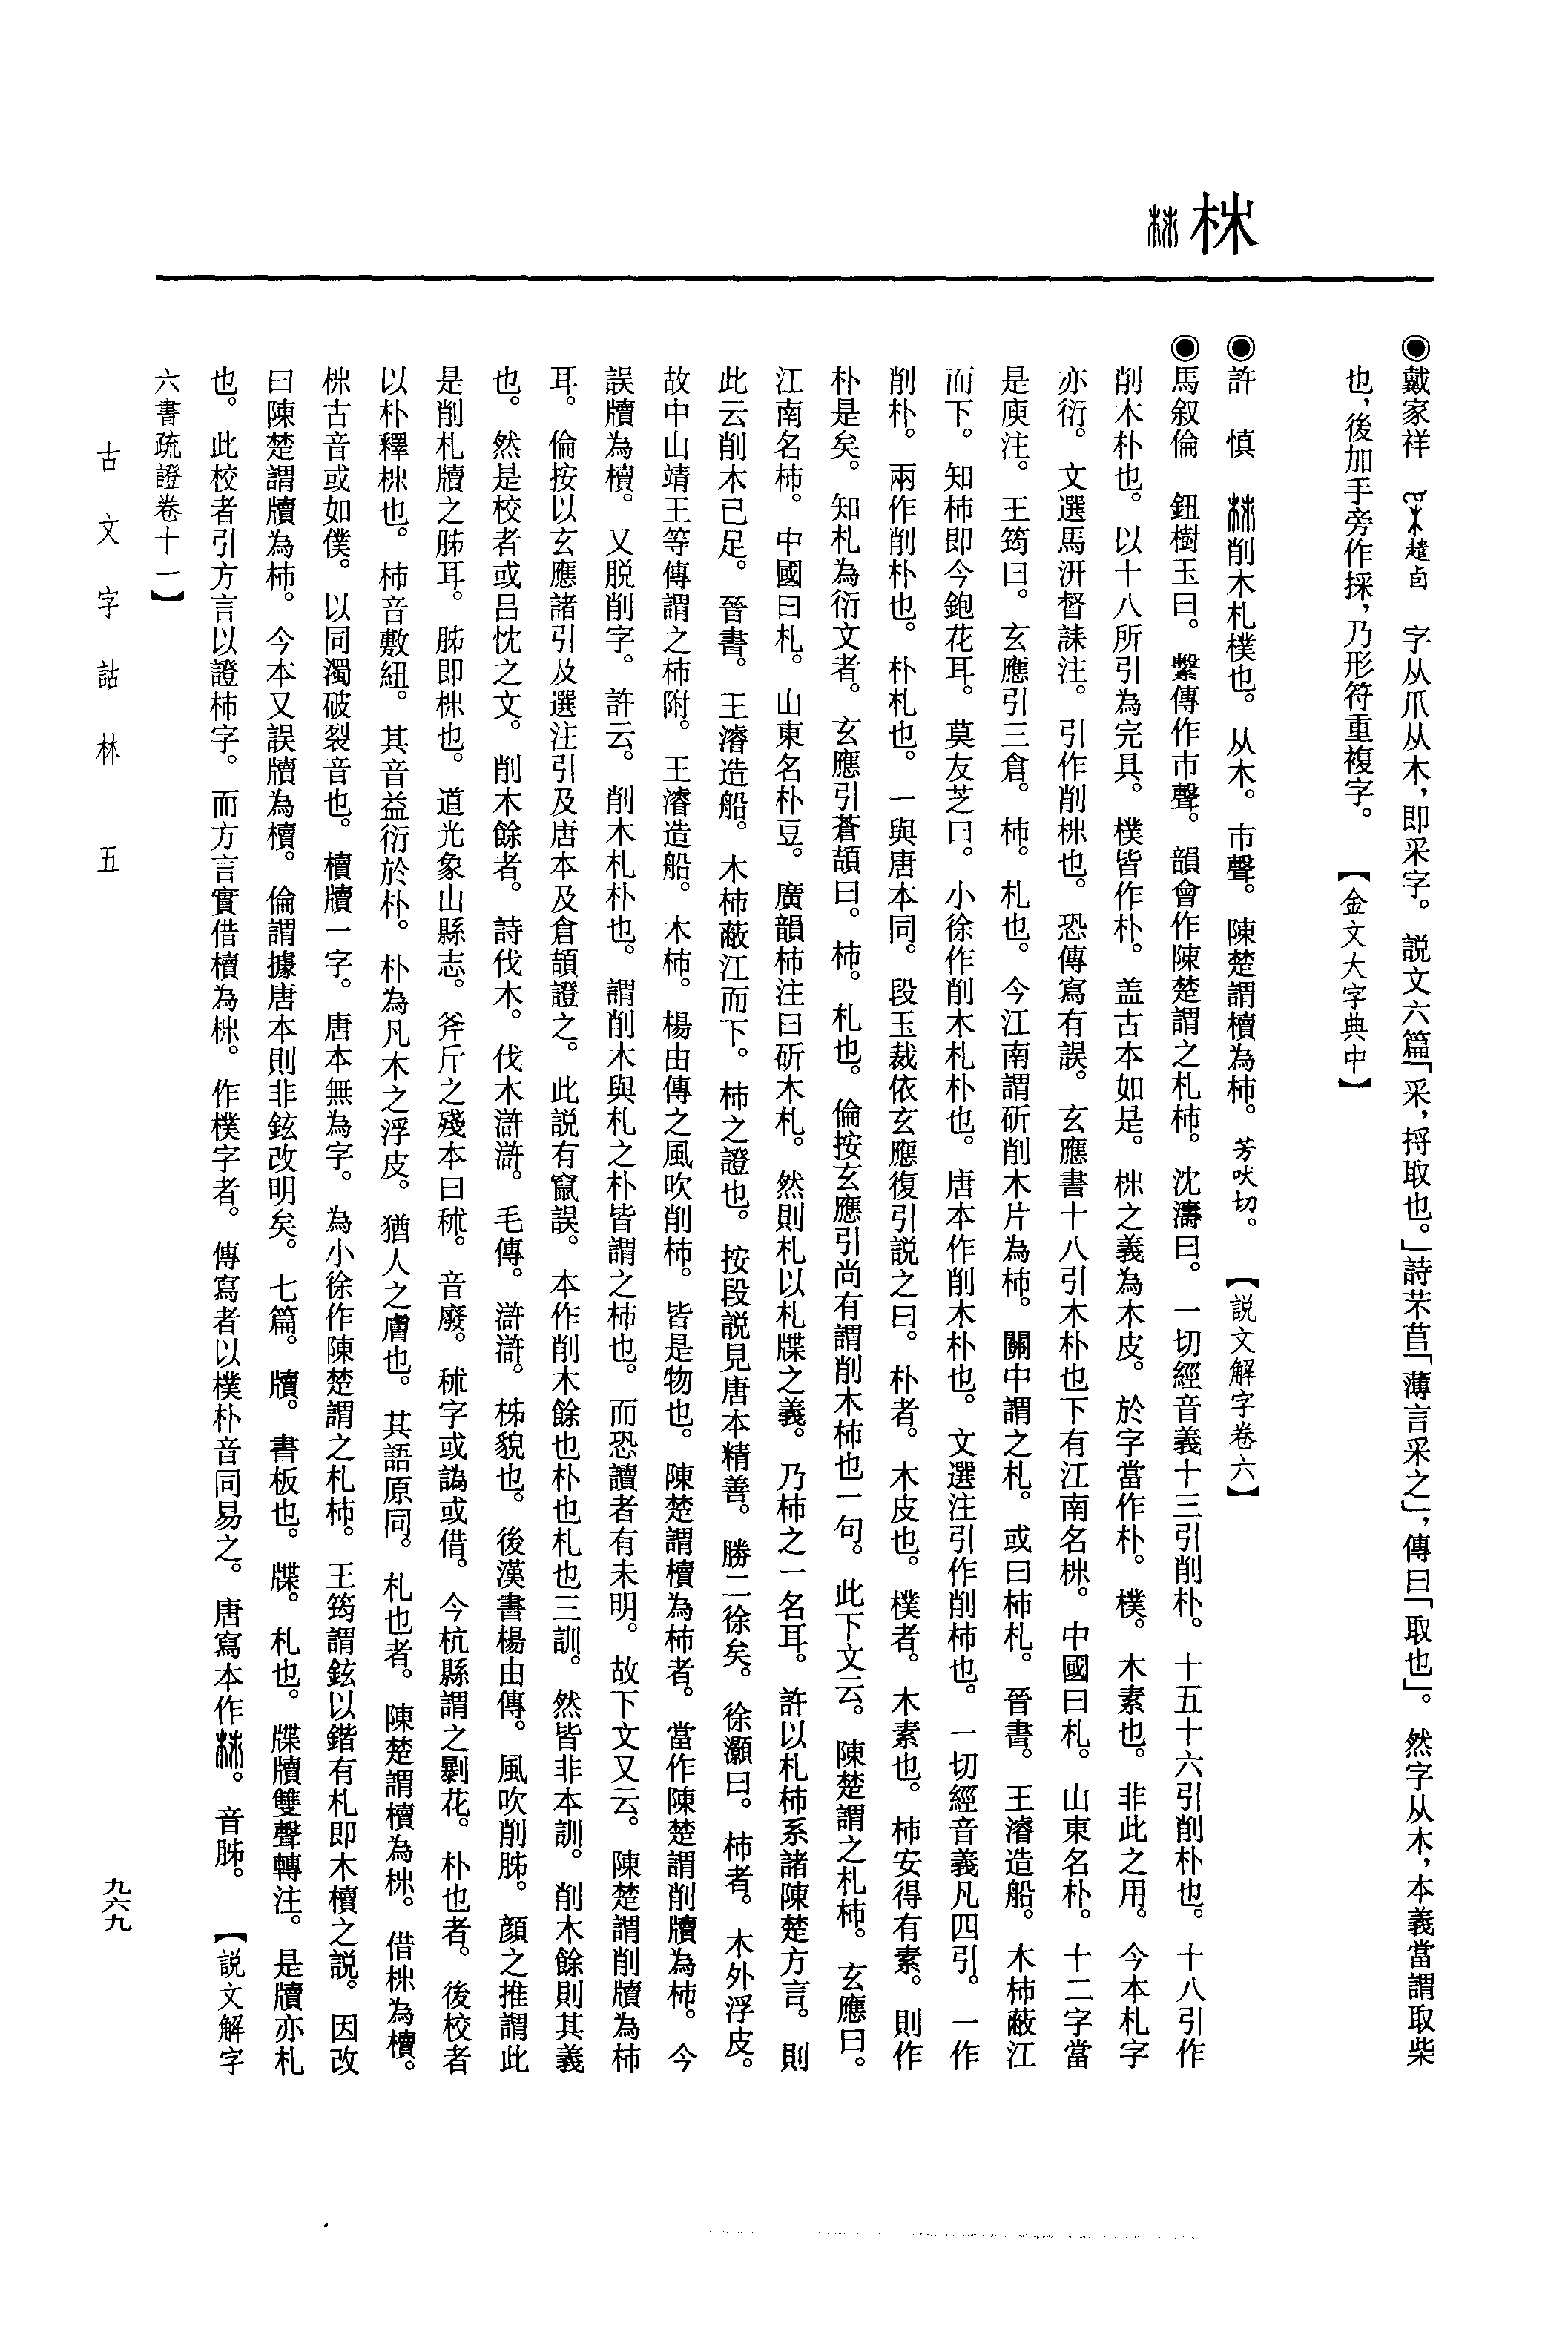 枺
◉戴家祥　趞卣　字从爪从木，即采字。説文六篇「采，捋取也。」詩芣苢「薄言采之」，傳曰「取也」。然字从木，本義當謂取柴
也，後加手旁作採，乃形符重複字。　【金文大字典中】
◉許　慎　削木札樸也。从木。巿聲。陳楚謂櫝為柹。芳吠切。　【説文解字卷六】
◉馬叙倫　鈕樹玉曰。繫傳作巿聲。韻會作陳楚謂之札柹。沈濤曰。一切經音義十三引削朴。十五十六引削朴也。十八引作
削木朴也。以十八所引為完具。樸皆作朴。盖古本如是。㭒之義為木皮。於字當作朴。樸。木素也。非此之用。今本札字
亦衍。文選馬汧督誄注。引作削㭒也。恐傳寫有誤。玄應書十八引木朴也下有江南名㭒。中國曰札。山東名朴。十二字當
是庾注。王筠曰。玄應引三倉。柹。札也。今江南謂斫削木片為柹。關中謂之札。或曰柹札。晉書。王濬造船。木柹蔽江
而下。知柹即今鉋花耳。莫友芝曰。小徐作削木札朴也。唐本作削木朴也。文選注引作削柹也。一切經音義凡四引。一作
削朴。兩作削朴也。朴札也。一與唐本同。段玉裁依玄應復引説之曰。朴者。木皮也。樸者。木素也。柹安得有素。則作
朴是矣。知札為衍文者。玄應引蒼頡曰。柹。札也。倫按玄應引尚有謂削木柹也一句。此下文云。陳楚謂之札柹。玄應曰。
江南名柹。中國曰札。山東名朴豆。廣韻柹注曰斫木札。然則札以札牒之義。乃柹之一名耳。許以札柹系諸陳楚方言。則
此云削木已足。晉書。王濬造船。木柹蔽江而下。柹之證也。按段説見唐本精善。勝二徐矣。徐灝曰。柹者。木外浮皮。
故中山靖王等傳謂之柹附。王濬造船。木柹。楊由傳之風吹削柹。皆是物也。陳楚謂櫝為柹者。當作陳楚謂削牘為柹。今
誤牘為櫝。又脱削字。許云。削木札朴也。謂削木與札之朴皆謂之柹也。而恐讀者有未明。故下文又云。陳楚謂削牘為柹
耳。倫按以玄應諸引及選注引及唐本及倉頡證之。此説有竄誤。本作削木餘也朴也札也三訓。然皆非本訓。削木餘則其義
也。然是校者或吕忱之文。削木餘者。詩伐木。伐木滸滸。毛傳。滸滸。柹貌也。後漢書楊由傳。風吹削胏。顔之推謂此
是削札牘之胏耳。胏即㭒也。道光象山縣志。斧斤之殘本曰秫。音廢。秫字或譌或借。今杭縣謂之剝花。朴也者。後校者
以朴釋㭒也。柹音敷紐。其音益衍於朴。朴為凡木之浮皮。猶人之膚也。其語原同。札也者。陳楚謂櫝為㭒。借㭒為櫝。
㭒古音或如僕。以同濁破裂音也。櫝牘一字。唐本無為字。為小徐作陳楚謂之札柹。王筠謂鉉以鍇有札即木櫝之説。因改
曰陳楚謂牘為柹。今本又誤牘為櫝。倫謂據唐本則非鉉改明矣。七篇。牘。書板也。牒。札也。牒牘雙聲轉注。是牘亦札
也。此校者引方言以證柹字。而方言實借櫝為㭒。作樸字者。傳寫者以樸朴音同易之。唐寫本作。音胏。　【説文解字
六書疏證卷十一】
古文字詁林　五
九六九